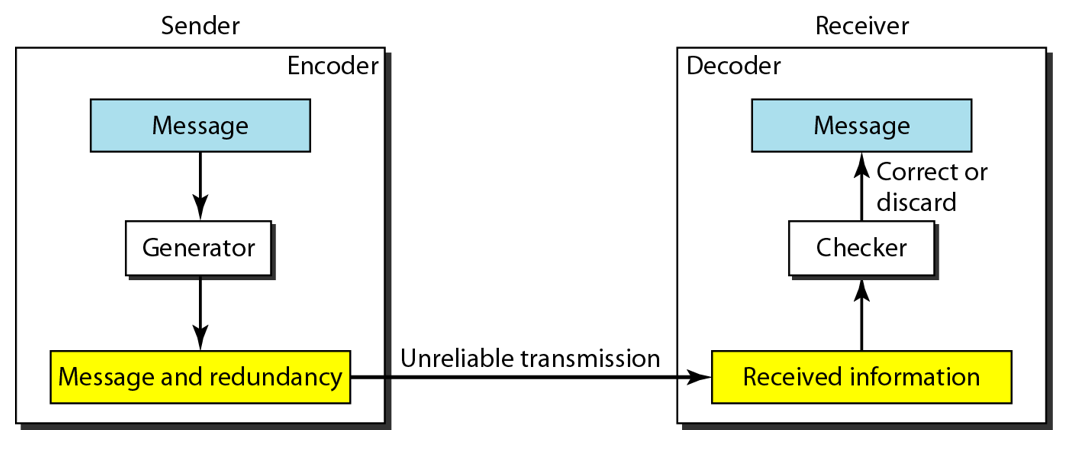 Sender
Encoder
Message
Generator
Message and redundancy
Unreliable transmission
Receiver
Decoder
Message
Correct or
discard
Checker
Received information